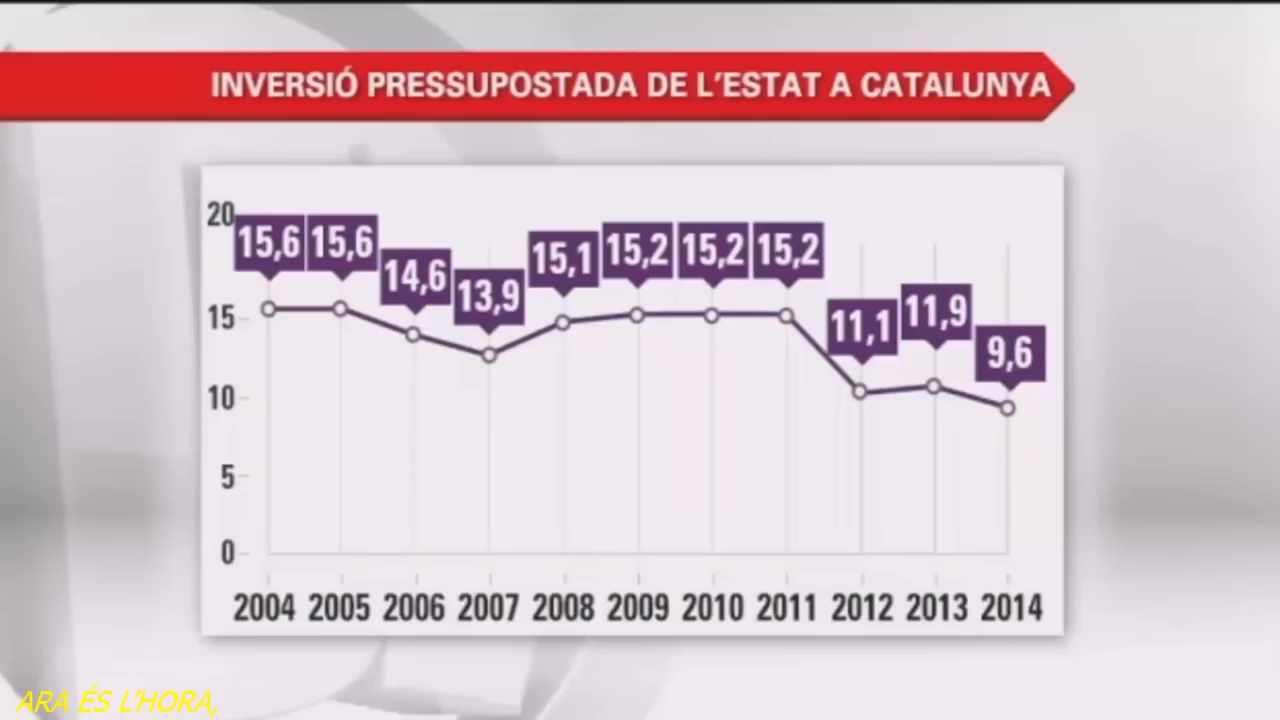 INVERSIÓ PRESSUPOSTADA DE L'ESTAT A CATALUNYA
20
15,6 15,6 14,6 13,9 15,1 15,2 15,2 15,2 11,1 11,9 9,6
15
10
5
0
2004 2005 2006 2007 2008 2009 2010 2011 2012 2013 2014
ARA ÉS L'HORA,